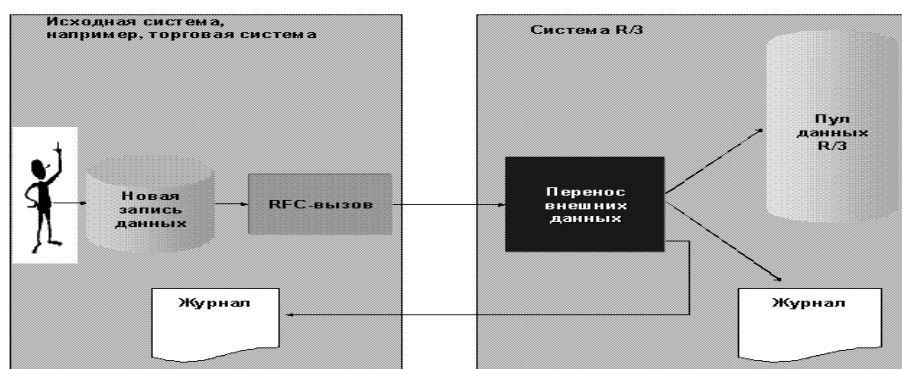 Исходная система,
например, торговая система
Новая
запись
данных
RFC-вызов
Журнал
Система R/3
Перенос
внешних
данных
Пул
данных
R/3
Журнал